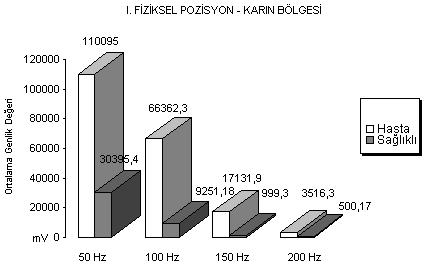 I. FİZİKSEL POZİSYON - KARIN BÖLGESİ
110095
120000
100000
80000
60000
40000
20000
mV 0
Ortalama Genlik Değeri
66362,3
30395,4
17131,9
9251,18
999,3
3516,3
500,17
Hasta
Sağlıklı
50 Hz
100 Hz
150 Hz
200 Hz